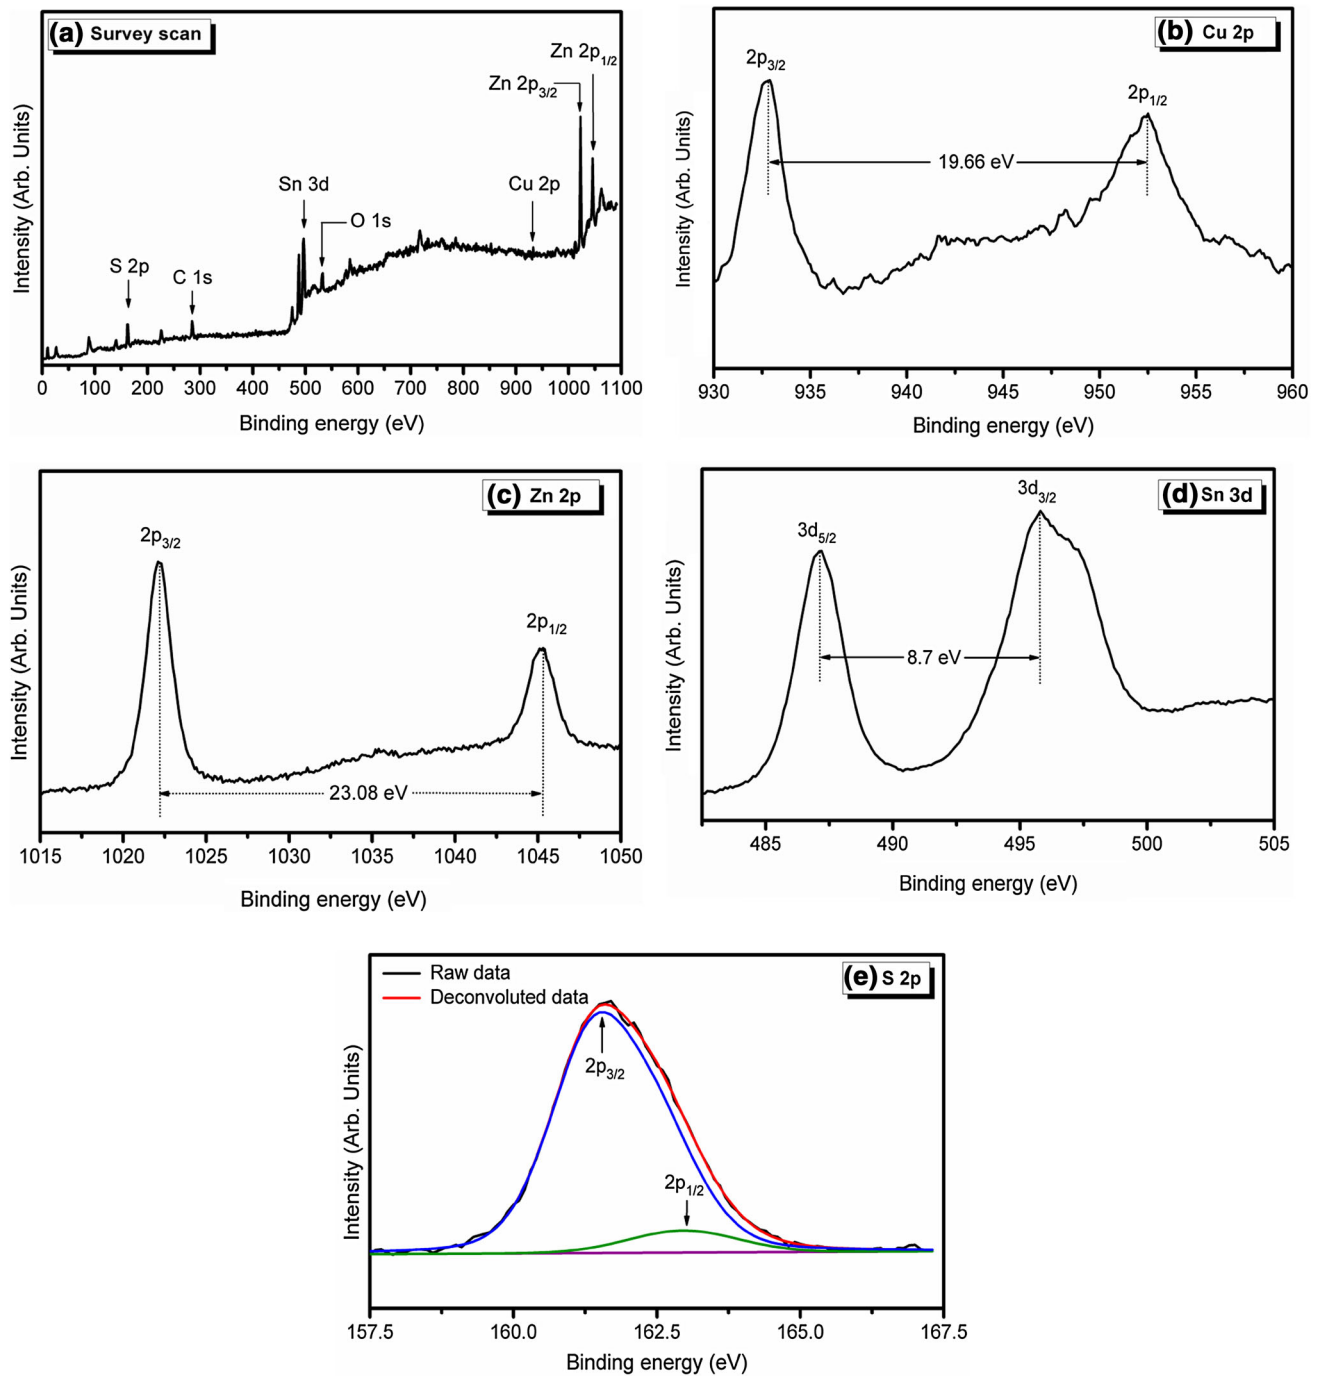 (a) Survey scan
Zn 2p1/2
Zn 2p3/2
Sn 3d
O 1s
Cu 2p
S 2p
C 1s
Intensity (Arb. Units)
0 100 200 300 400 500 600 700 800 900 1000 1100
Binding energy (eV)
(b) Cu 2p
2p3/2
2p1/2
19.66 eV
Intensity (Arb. Units)
930 935 940 945 950 955 960
Binding energy (eV)
(c) Zn 2p
2p3/2
2p1/2
23.08 eV
Intensity (Arb. Units)
1015 1020 1025 1030 1035 1040 1045 1050
Binding energy (eV)
(d) Sn 3d
3d3/2
3d5/2
8.7 eV
Intensity (Arb. Units)
485 490 495 500 505
Binding energy (eV)
(e) S 2p
Raw data
Deconvoluted data
2p3/2
2p1/2
Intensity (Arb. Units)
157.5 160.0 162.5 165.0 167.5
Binding energy (eV)